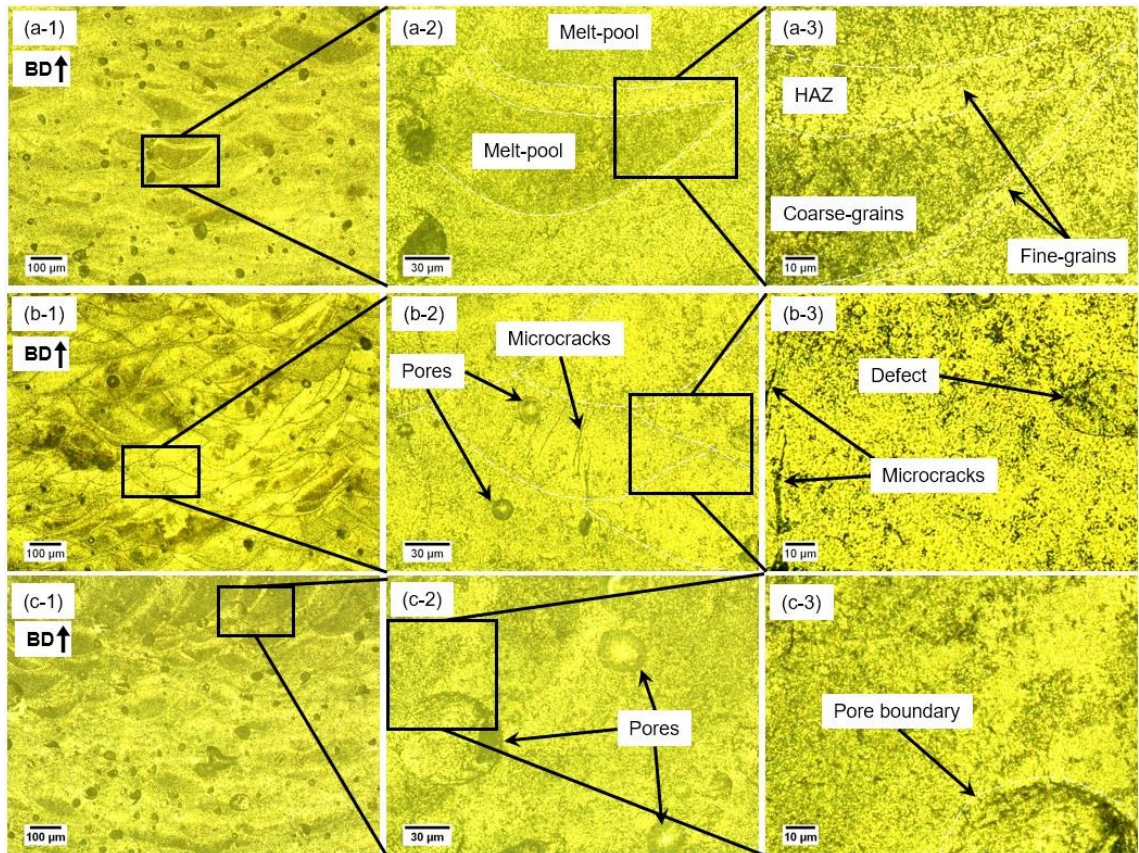 (a-1)
BD
100 µm
(a-2)
Melt-pool
Melt-pool
30 µm
(a-3)
HAZ
Coarse-grains
Fine-grains
10 µm
(b-1)
BD
100 µm
(b-2)
Microcracks
Pores
30 µm
(b-3)
Defect
Microcracks
10 µm
(c-1)
BD
100 µm
(c-2)
Pores
30 µm
(c-3)
Pore boundary
10 µm